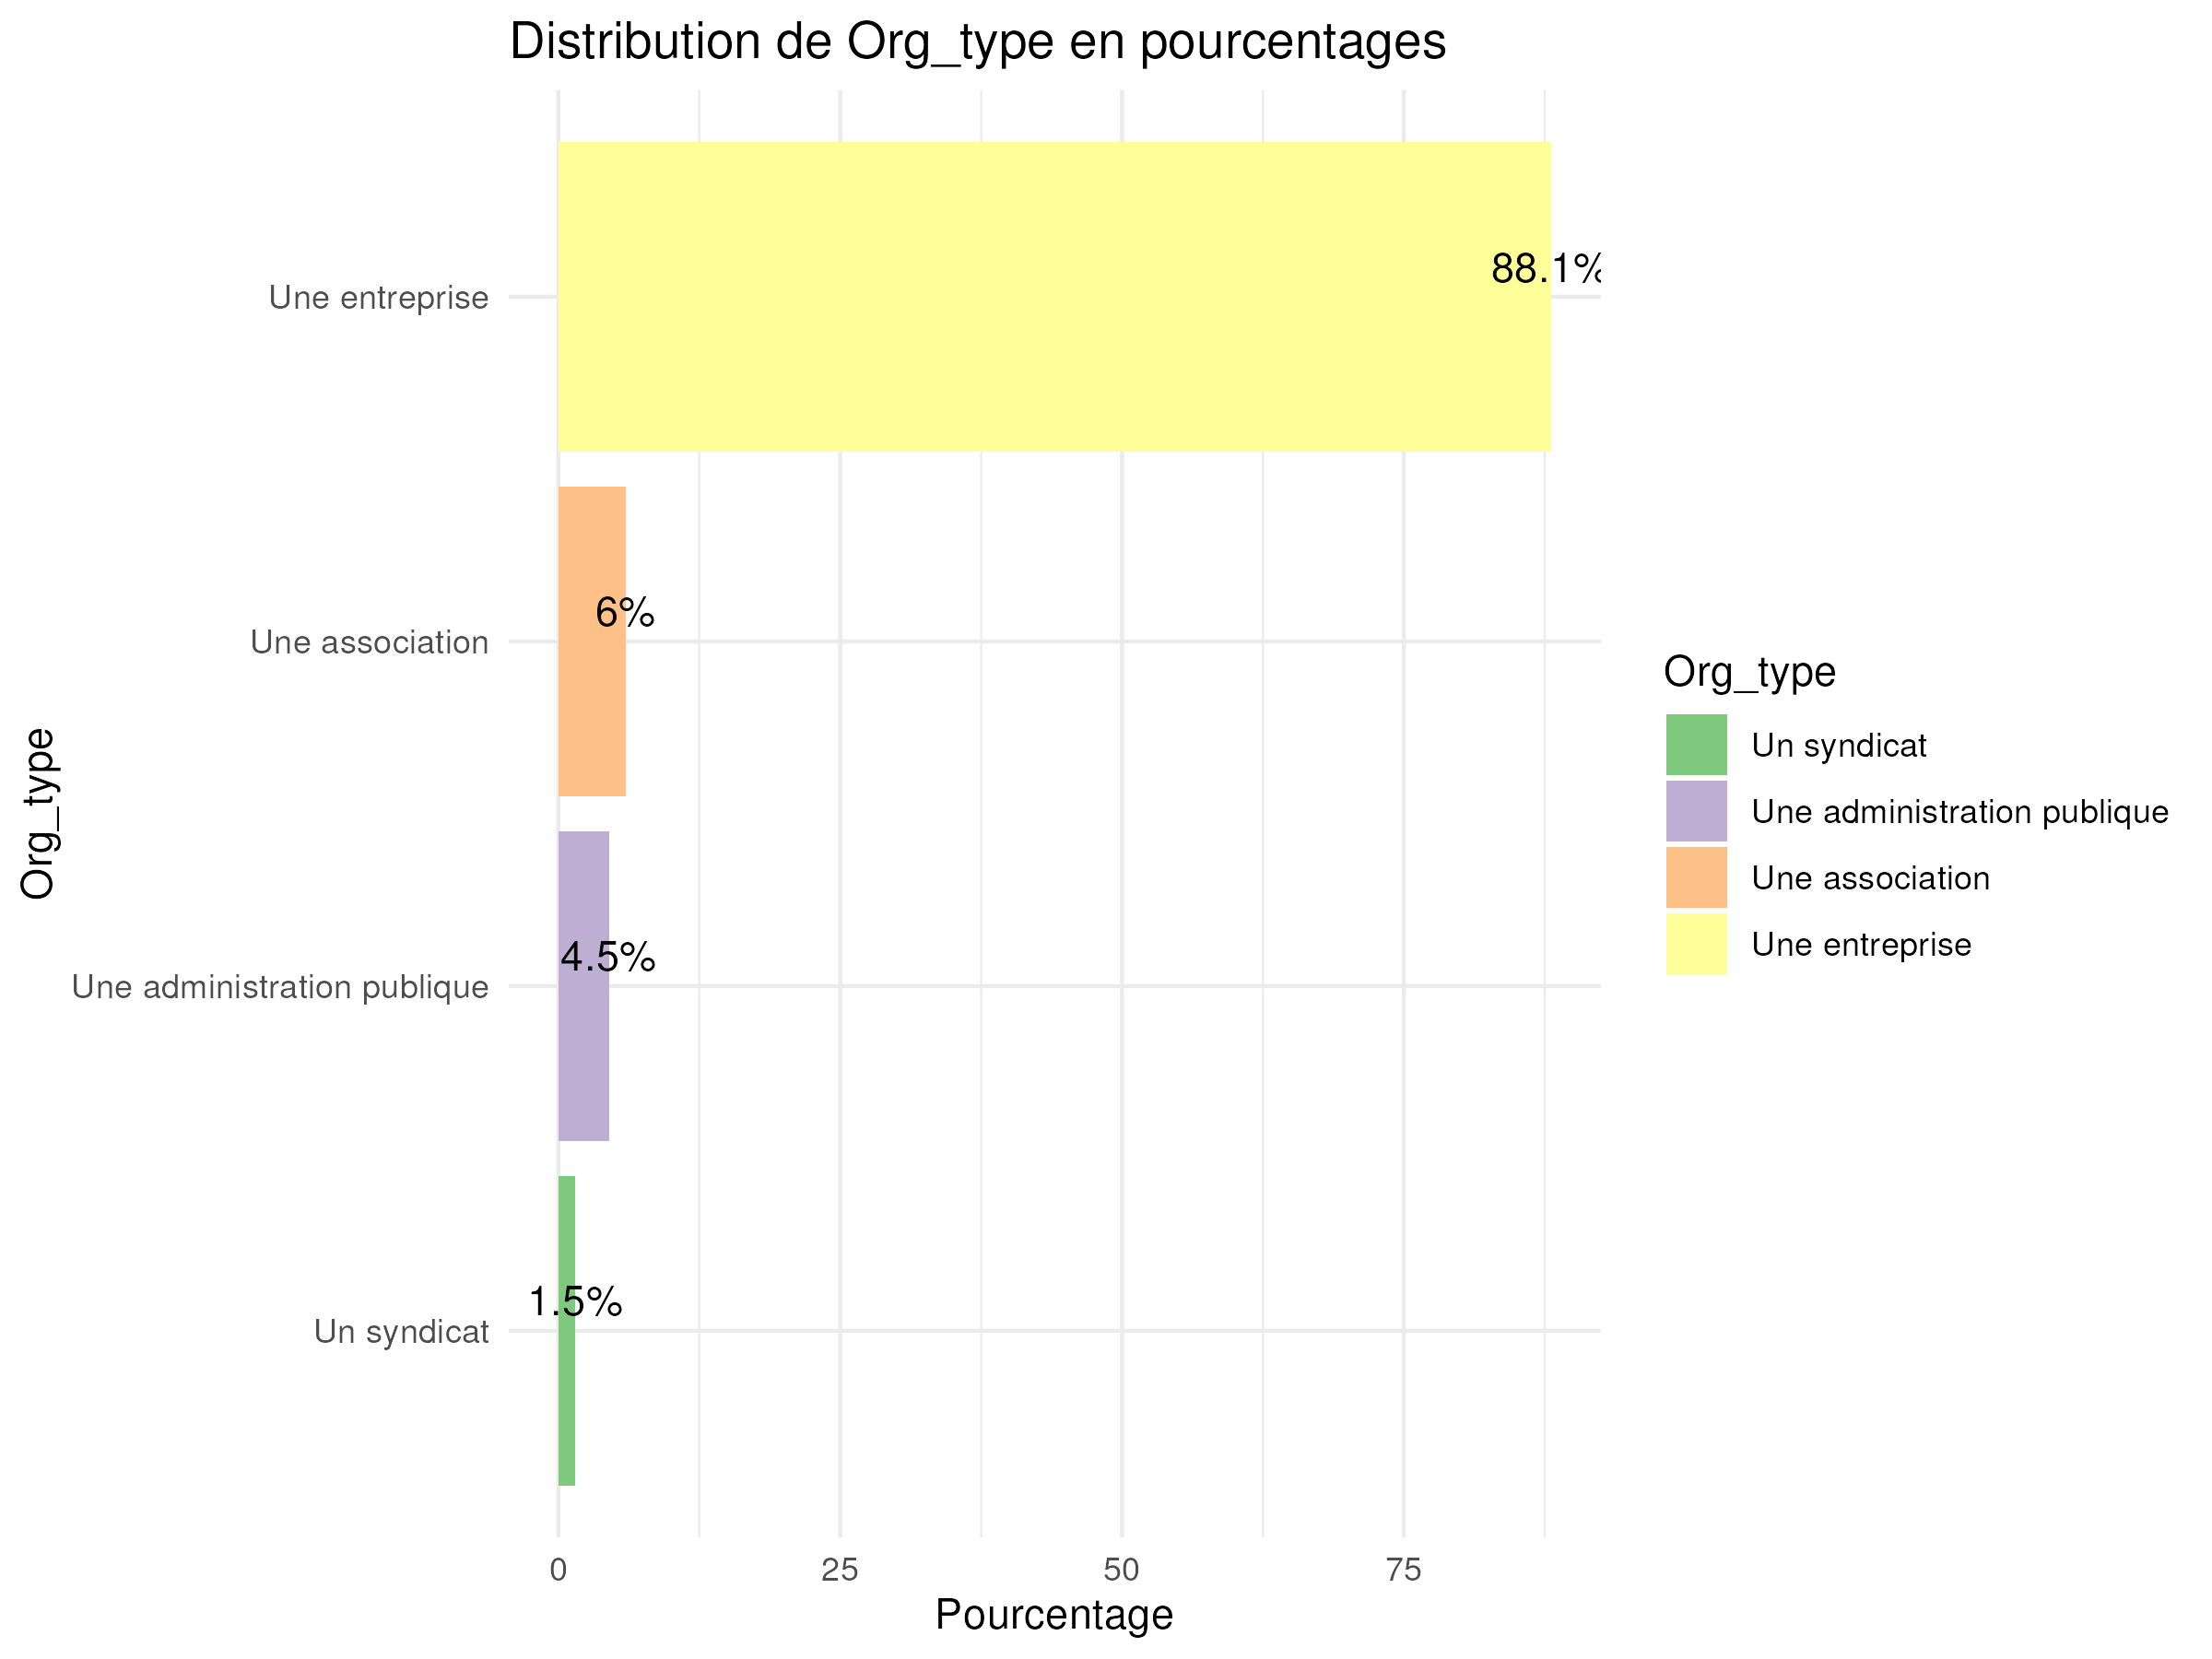 Distribution de Org_type en pourcentages
Une entreprise
88.1%
Une association
6%
Une administration publique
4.5%
Un syndicat
1.5%
Org_type
0
25
50
75
Pourcentage
Org_type
Un syndicat
Une administration publique
Une association
Une entreprise